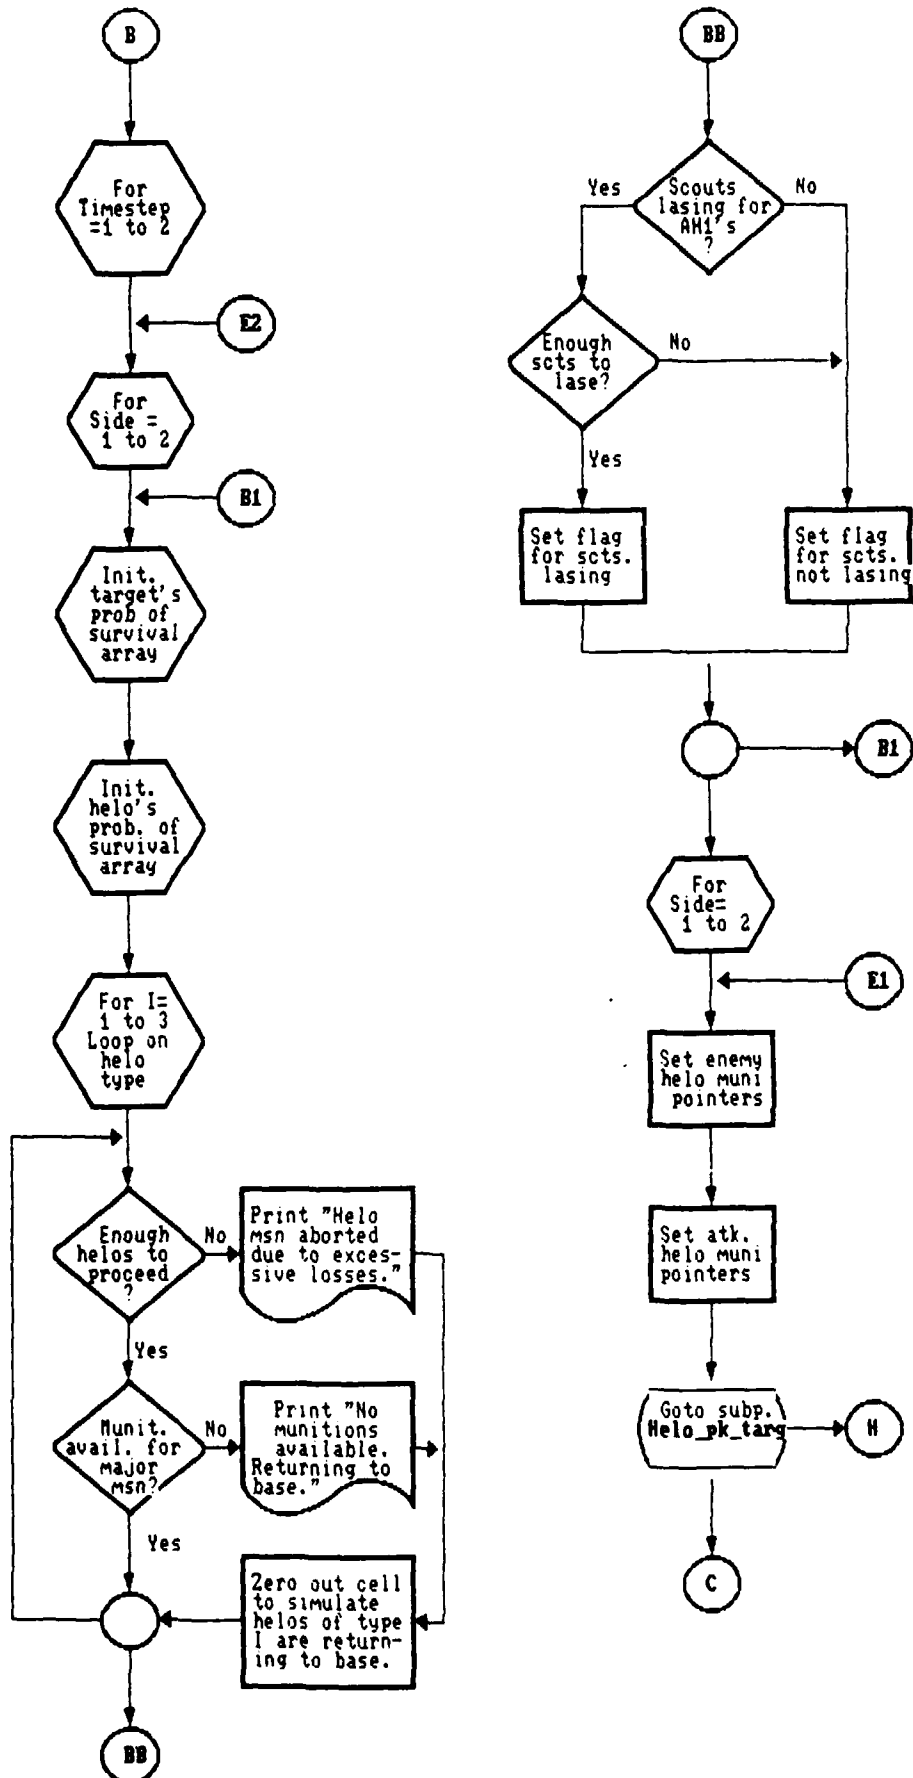 B
For
Timestep
=1 to 2
E2
For
Side =
1 to 2
B1
Init.
target's
prob of
survival
array
Init.
helo's
prob. of
survival
array
For I=
1 to 3
Loop on
helo
type
Enough
helos to
proceed
?
No
Print "Helo
msn aborted
due to exces-
sive losses."
Yes
Munit.
avail. for
major
msn?
No
Print "No
munitions
available.
Returning to
base."
Yes
Zero out cell
to simulate
helos of type
I are return-
ing to base.
BB
BB
Scouts
lasing for
AH1's
?
Yes
No
Enough
scts to
lase?
No
Yes
Set flag
for scts.
lasing
Set flag
for scts.
not lasing
B1
For
Side=
1 to 2
E1
Set enemy
helo muni
pointers
Set atk.
helo muni
pointers
Goto subp.
Helo_pk_targ
H
C